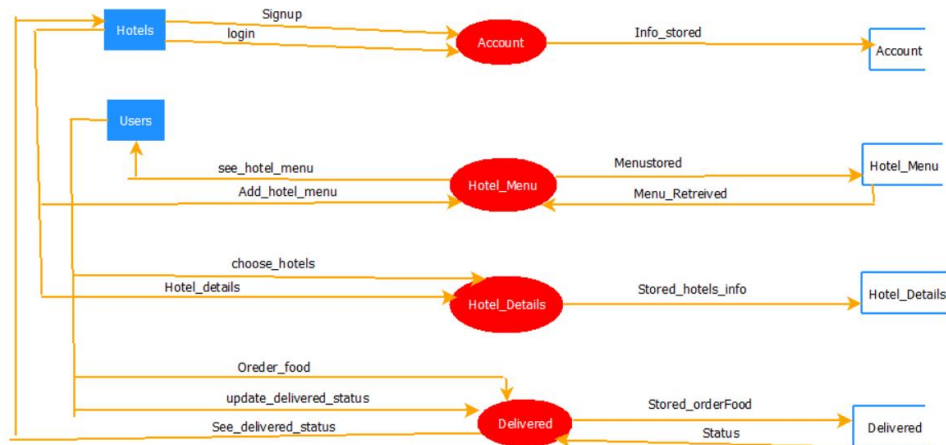 Signup
Hotels
login
Account
Info_stored
Account
Users
see_hotel_menu
Menustored
Hotel_Menu
Hotel_Menu
Add_hotel_menu
Menu_Retreived
choose_hotels
Hotel_details
Stored_hotels_info
Hotel_Details
Hotel_Details
Oreder_food
update_delivered_status
Stored_orderFood
See_delivered_status
Delivered
Status
Delivered